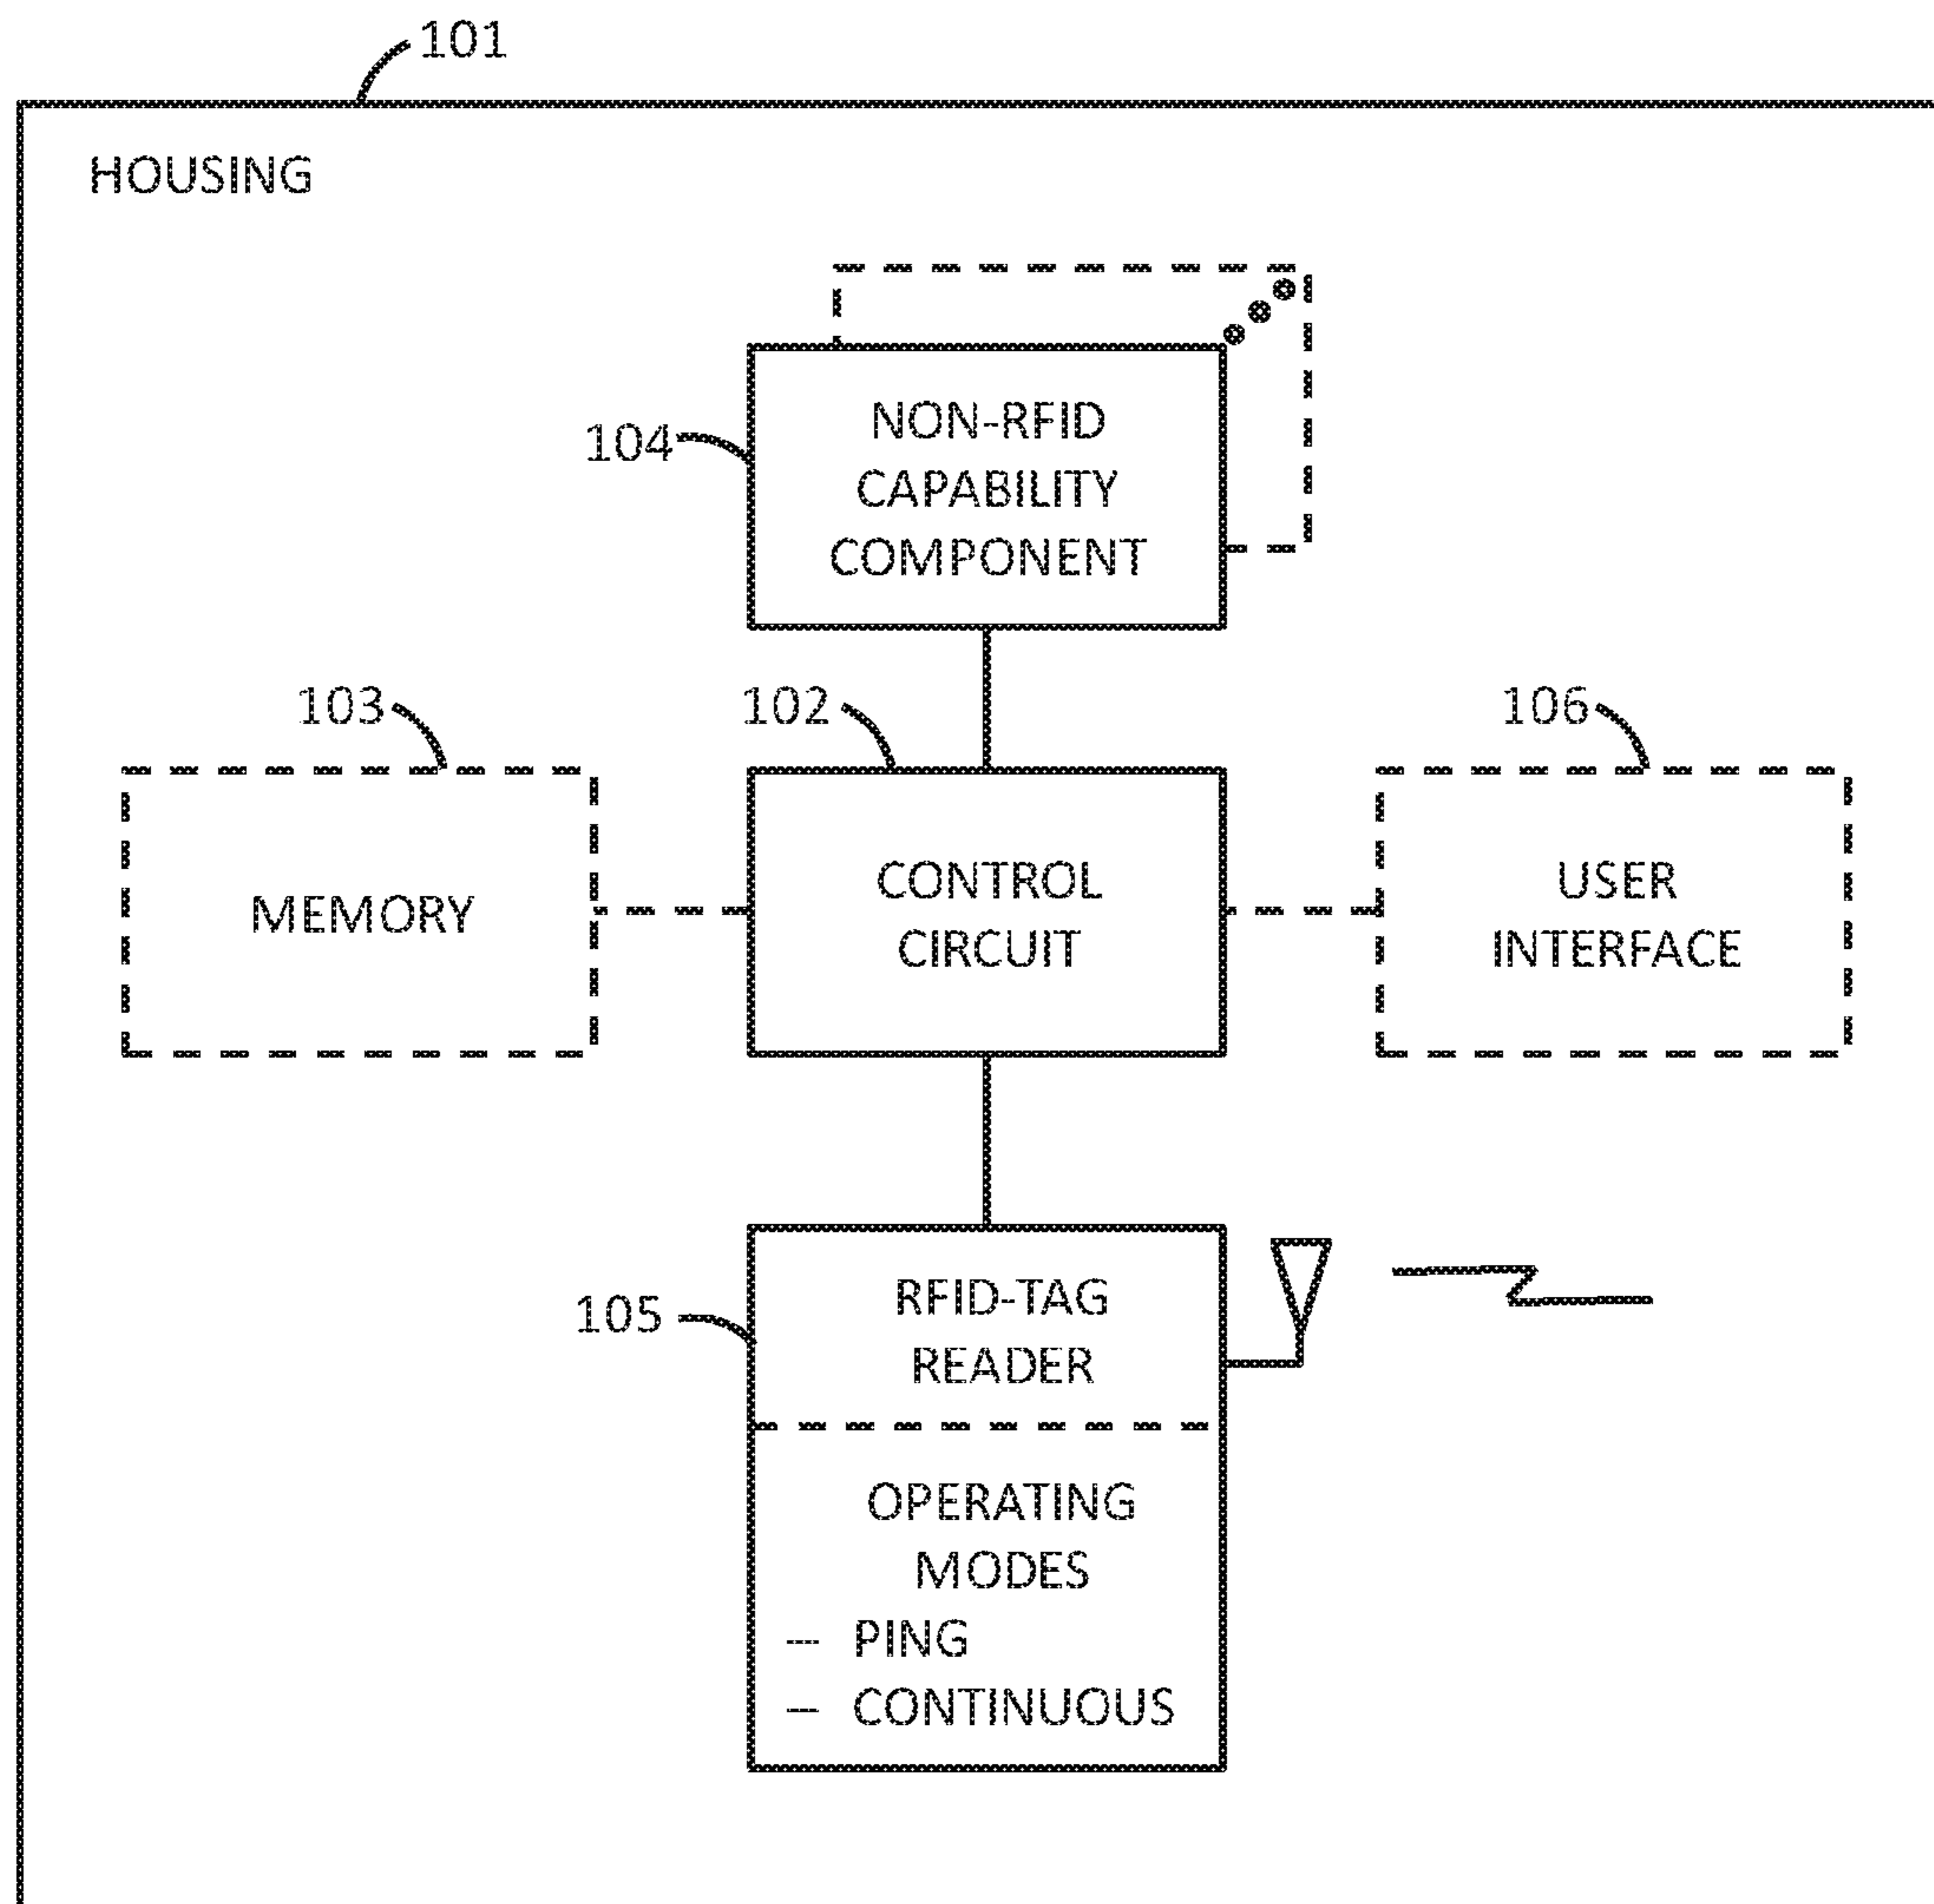 101
HOUSING
104
NON-RFID
CAPABILITY
COMPONENT
103
102
106
MEMORY
CONTROL
CIRCUIT
USER
INTERFACE
105
RFID-TAG
READER
OPERATING
MODES
— PING
— CONTINUOUS